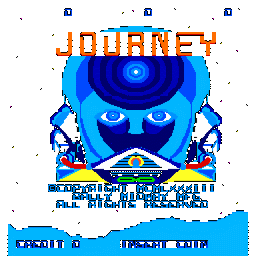 0 0 0
JOURNEY
©COPYRIGHT MCMLXXXIII
BALLY MIDWAY MFG
ALL RIGHTS RESERVED
CREDIT 0 INSERT COIN